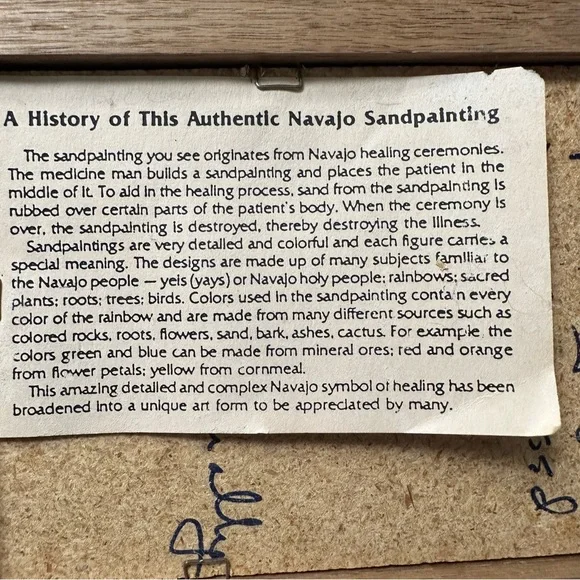 A History of This Authentic Navajo Sandpainting
The sandpainting you see originates from Navajo healing ceremonies.
The medicine man builds a sandpainting and places the patient in the
middle of it. To aid in the healing process, sand from the sandpainting is
rubbed over certain parts of the patient's body. When the ceremony is
over, the sandpainting is destroyed, thereby destroying the illness.
Sandpaintings are very detailed and colorful and each figure carries a
special meaning. The designs are made up of many subjects familiar to
the Navajo people — yeis (yays) or Navajo holy people; rainbows; sacred
plants; roots; trees; birds. Colors used in the sandpainting contain every
color of the rainbow and are made from many different sources such as
colored rocks, roots, flowers, sand, bark, ashes, cactus. For example, the
colors green and blue can be made from mineral ores; red and orange
from flower petals; yellow from cornmeal.
This amazing detailed and complex Navajo symbol of healing has been
broadened into a unique art form to be appreciated by many.